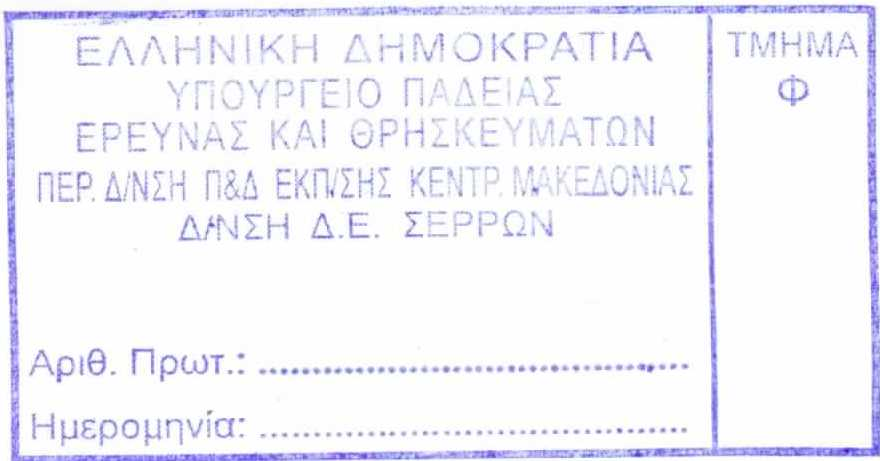 ΕΛΛΗΝΙΚΗ ΔΗΜΟΚΡΑΤΙΑ
ΥΠΟΥΡΓΕΙΟ ΠΑΔΕΙΑΣ
ΕΡΕΥΝΑΣ ΚΑΙ ΘΡΗΣΚΕΥΜΑΤΩΝ
ΠΕΡ. Δ/ΝΣΗ Π&Δ ΕΚΠ/ΣΗΣ ΚΕΝΤΡ. ΜΑΚΕΔΟΝΙΑΣ
Δ/ΝΣΗ Δ.Ε. ΣΕΡΡΩΝ
Αριθ. Πρωτ.: ..........................................
Ημερομηνία: ..........................................
ΤΜΗΜΑ
Φ